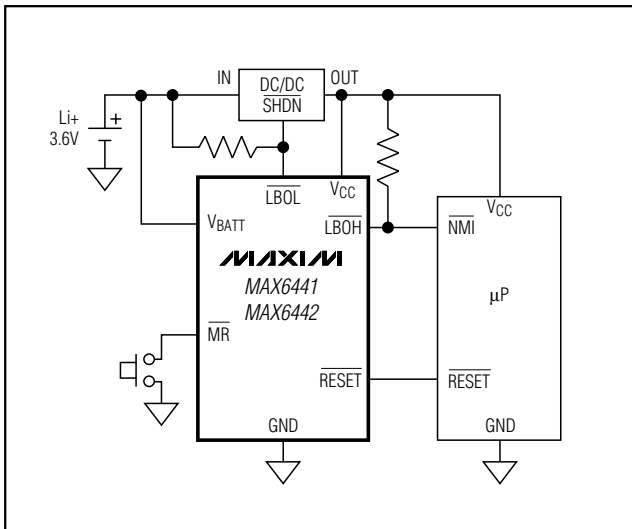 IN
DC/DC
SHDN
OUT
Li+
3.6V
+
LBOL
VCC
VBATT
LBOH
NMI
VCC
MAXIM
MAX6441
MAX6442
µP
MR
RESET
RESET
GND
GND